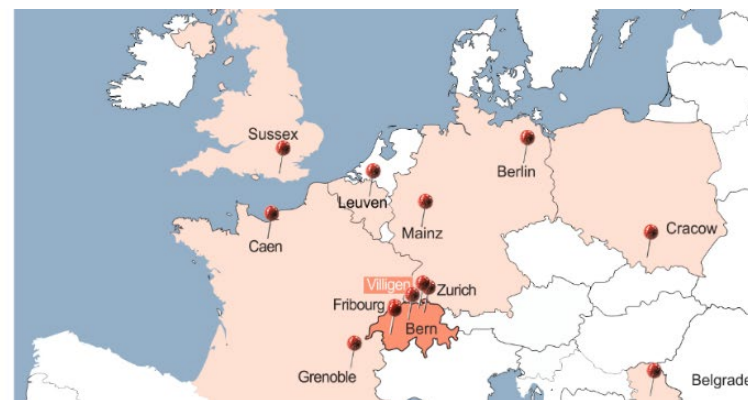 Sussex
Berlin
Leuven
Mainz
Cracow
Caen
Villigen
Zurich
Fribourg
Bern
Grenoble
Belgrade